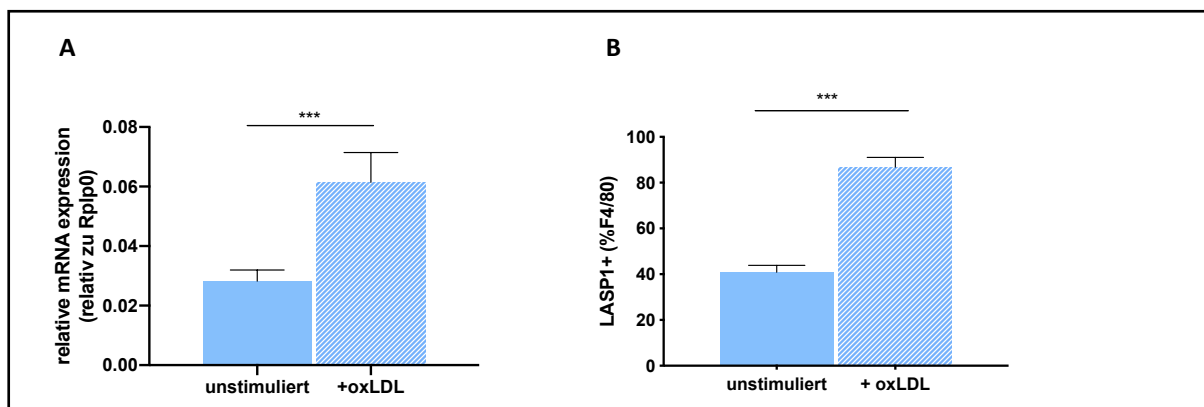 A
relative mRNA expression
(relativ zu Rplp0)
***
0.08
0.06
0.04
0.02
0.00
unstimuliert
+oxLDL
B
LASP1+ (%F4/80)
***
100
80
60
40
20
0
unstimuliert
+ oxLDL